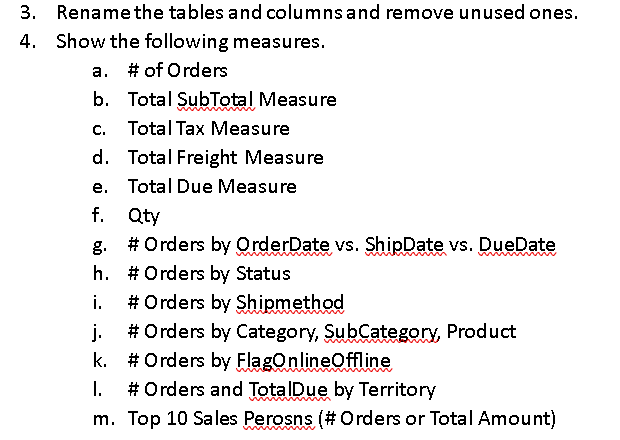 3. Rename the tables and columns and remove unused ones.
4. Show the following measures.
a. # of Orders
b. Total SubTotal Measure
c. Total Tax Measure
d. Total Freight Measure
e. Total Due Measure
f. Qty
g. # Orders by OrderDate vs. ShipDate vs. DueDate
h. # Orders by Status
i. # Orders by Shipmethod
j. # Orders by Category, SubCategory, Product
k. # Orders by FlagOnlineOffline
l. # Orders and TotalDue by Territory
m. Top 10 Sales Perosns (# Orders or Total Amount)